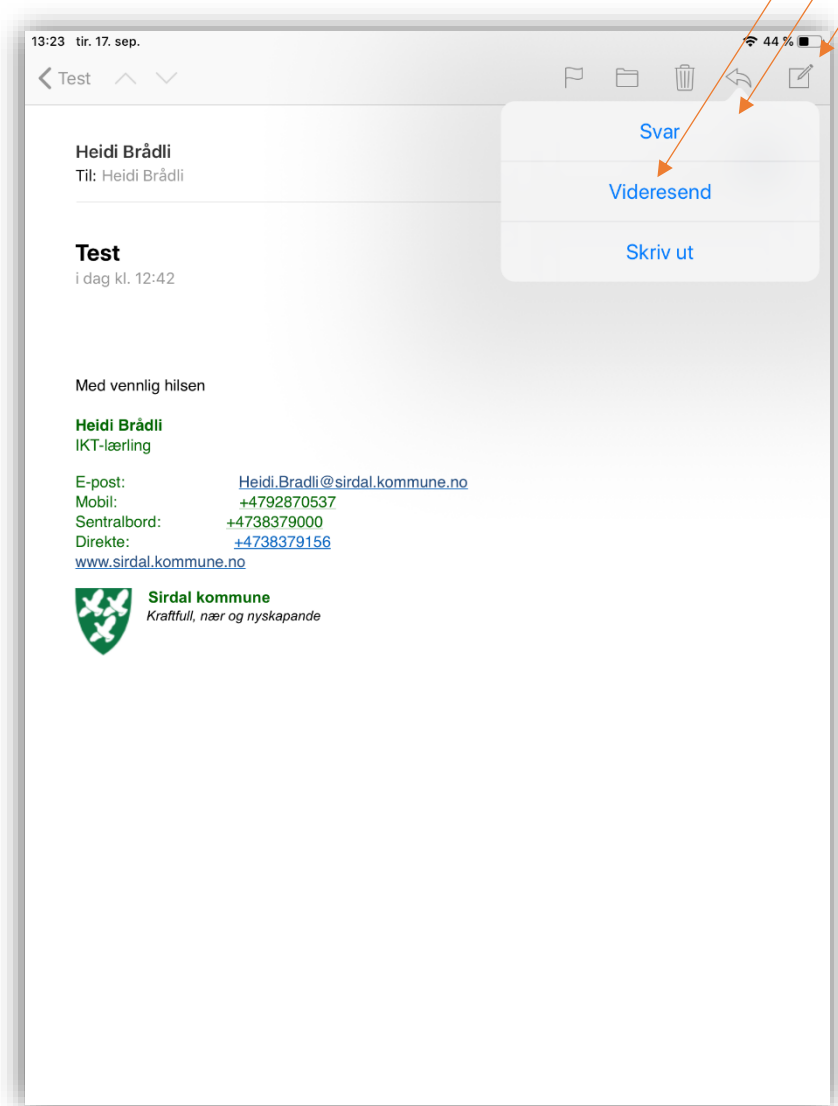 13:23 tir. 17. sep. 44 %
Test
Svar
Videresend
Skriv ut
Heidi Brådli
Til: Heidi Brådli
Test
i dag kl. 12:42
Med vennlig hilsen
Heidi Brådli
IKT-lærling
E-post: Heidi.Bradli@sirdal.kommune.no
Mobil: +4792870537
Sentralbord: +4738379000
Direkte: +4738379156
www.sirdal.kommune.no
Sirdal kommune
Kraftfull, nær og nyskapande